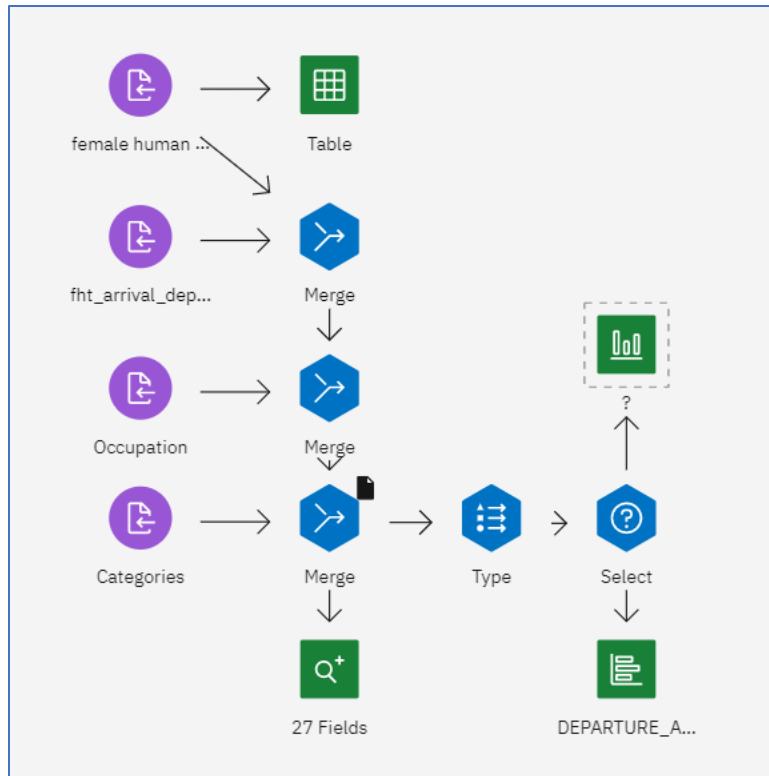 female human ...
Table
fht_arrival_dep...
Merge
Occupation
Merge
?
Categories
Merge
Type
Select
27 Fields
DEPARTURE_A...